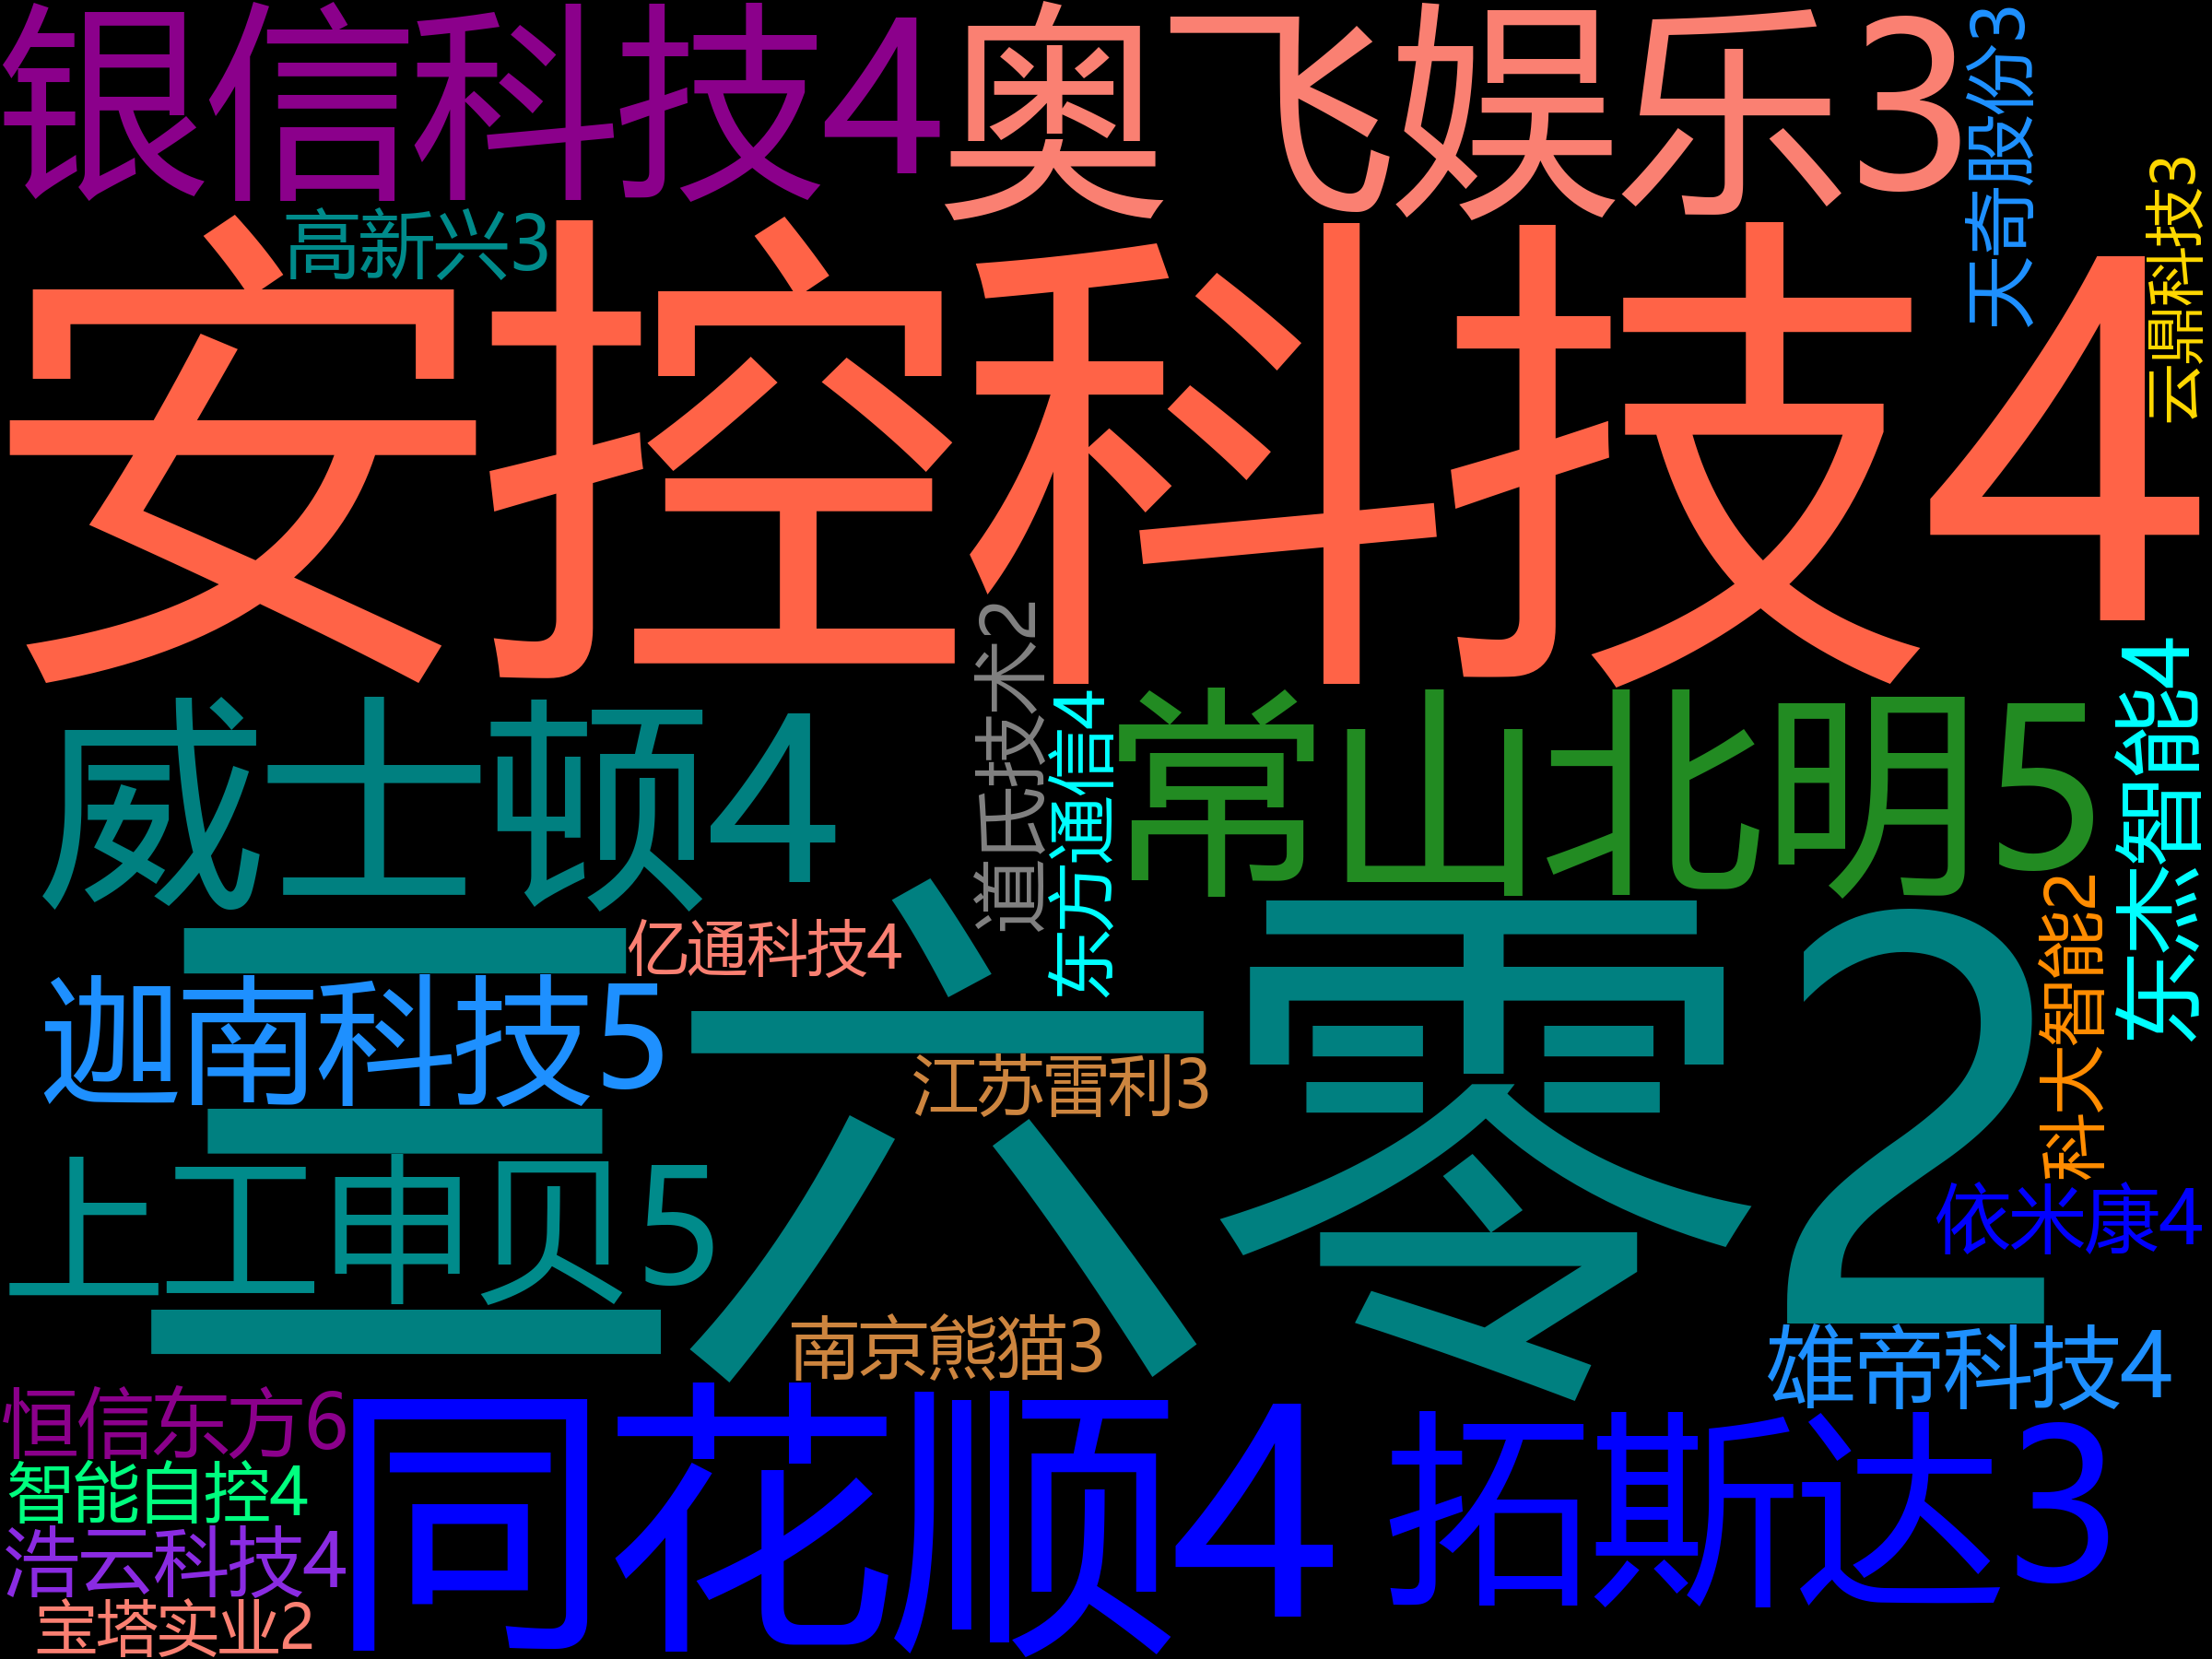 银信科技4
奥飞娱乐3
天股份3
云鼎科技3
高新兴3
安控科技4
威士顿4
道氏技术2
东方通信4
常山北明5
东杰智能4
三六零2
亿通科技4
迦南科技5
江苏雷利3
科大智能2
上工申贝5
依米康4
南京熊猫3
维帝科技4
恒信东方6
智能自控4
浩云科技4
宝塔实业2
同花顺4
拓斯达3